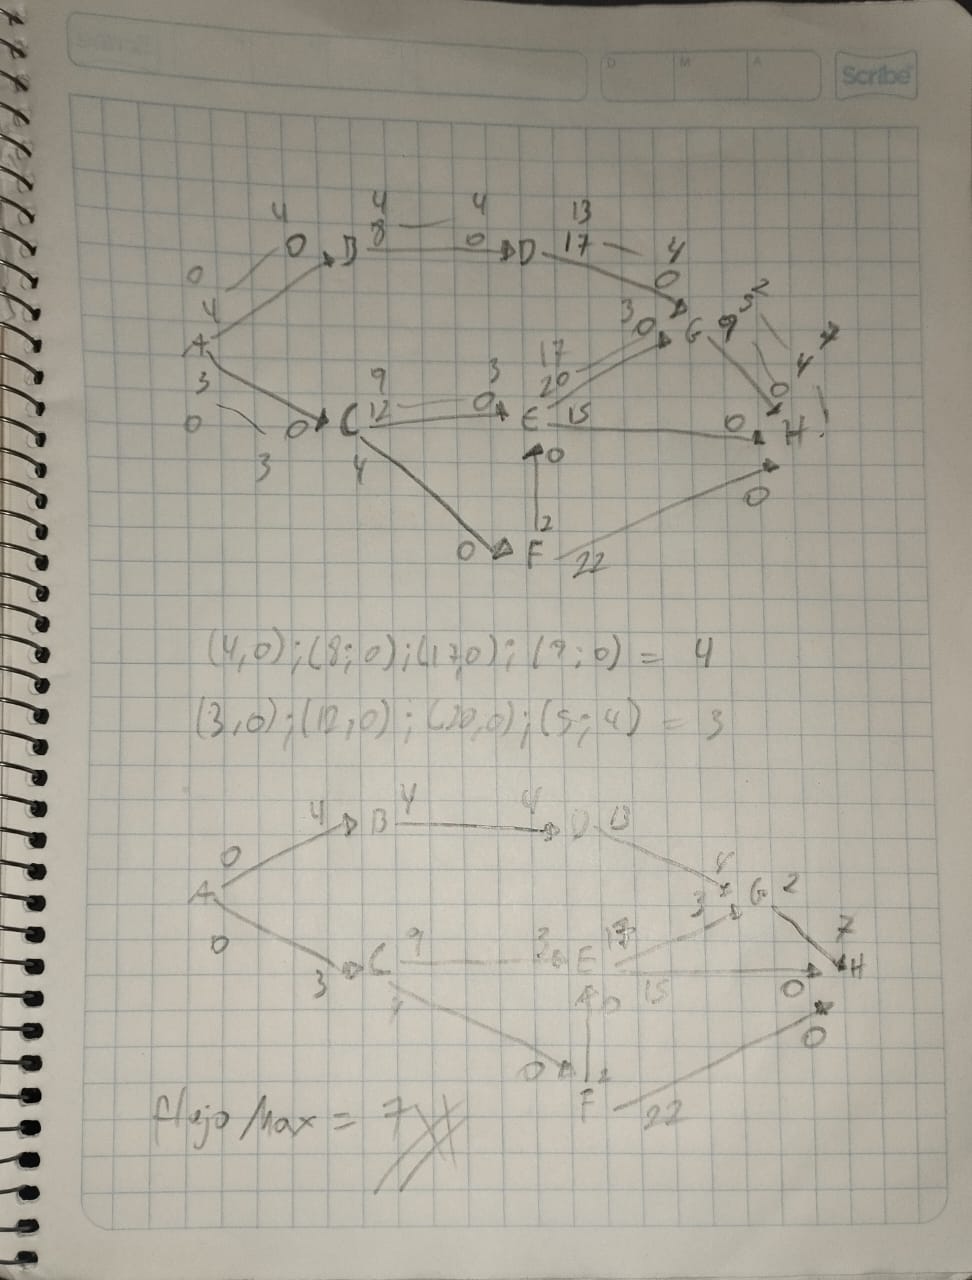 Scribe
D M A
4 4 4 13
0 0 B 8 0 D 17 4
4 0
A 3 0 G 9 5 2
3 9 3 17 20 4 7
0 0 C 12 0 E 15 0 0 H
3 4 0 0
0 F 2 22
(4,0);(8;0);(17,0);(9;0) = 4
(3,0);(12,0);(20,0);(5;4) = 3
0 4 B 4 4 D 13
A 4 G 2
0 3 7
3 C 9 3 E 15 0 H
0 0
0 F 2 22
flujo Max = 7